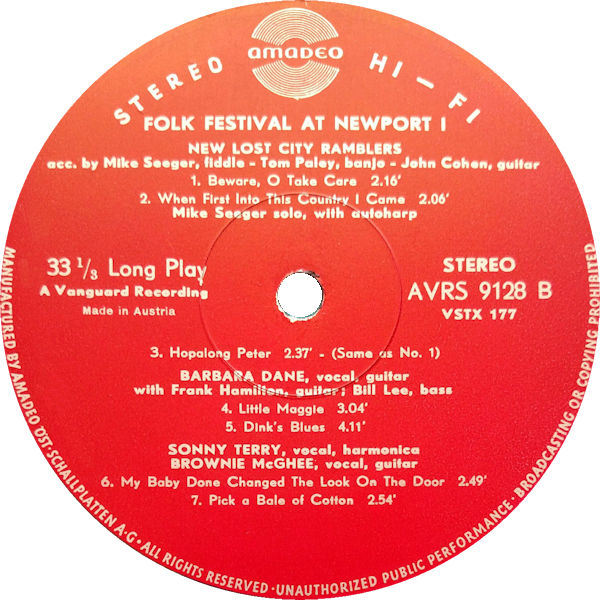 AMADEO
STEREO HI-FI
FOLK FESTIVAL AT NEWPORT I
NEW LOST CITY RAMBLERS
acc. by Mike Seeger, fiddle - Tom Paley, banjo - John Cohen, guitar
1. Beware, O Take Care 2.16'
2. When First Into This Country I Came 2.06'
Mike Seeger solo, with autoharp
33 1/3 Long Play
A Vanguard Recording
Made in Austria
STEREO
AVRS 9128 B
VSTX 177
3. Hopalong Peter 2.37' - (Same as No. 1)
BARBARA DANE, vocal, guitar
with Frank Hamilton, guitar; Bill Lee, bass
4. Little Maggie 3.04'
5. Dink's Blues 4.11'
SONNY TERRY, vocal, harmonica
BROWNIE McGHEE, vocal, guitar
6. My Baby Done Changed The Look On The Door 2.49'
7. Pick a Bale of Cotton 2.54'
MANUFACTURED BY AMADEO ÖST. SCHALLPLATTEN A·G · ALL RIGHTS RESERVED · UNAUTHORIZED PUBLIC PERFORMANCE · BROADCASTING OR COPYING PROHIBITED